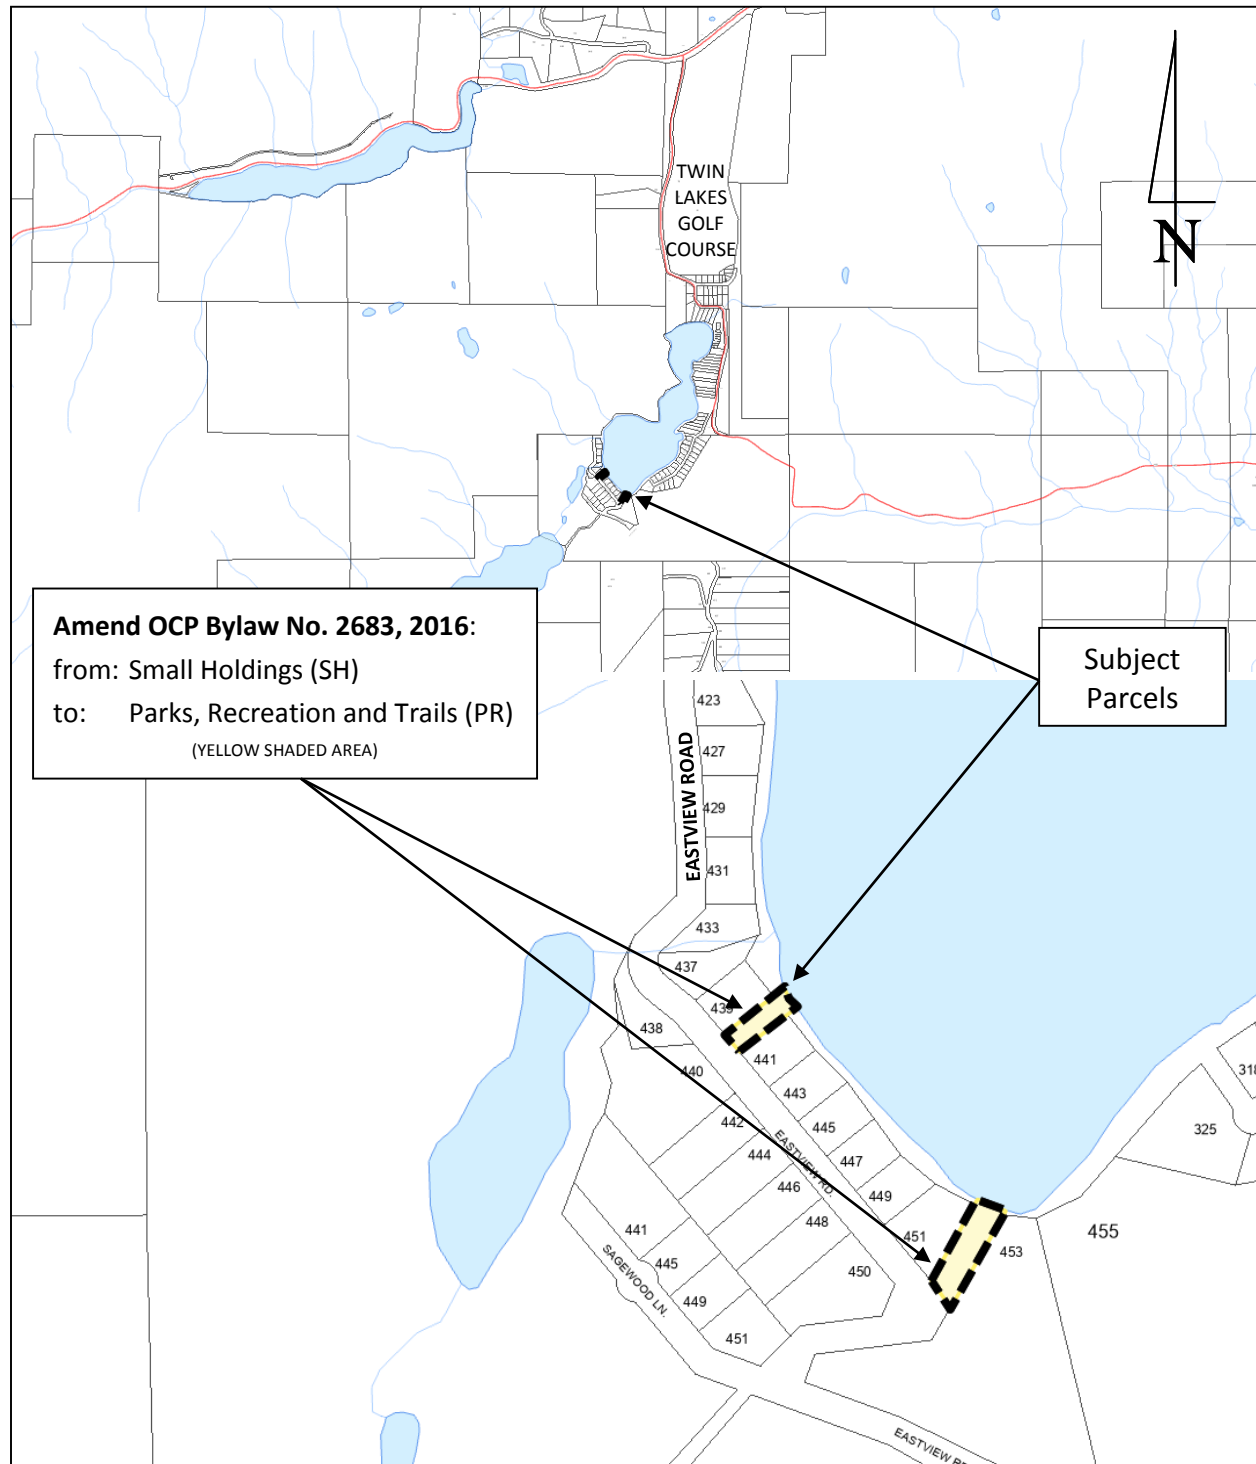 TWIN
LAKES
GOLF
COURSE
N
Amend OCP Bylaw No. 2683, 2016:
from: Small Holdings (SH)
to: Parks, Recreation and Trails (PR)
(YELLOW SHADED AREA)
Subject
Parcels
423
427
EASTVIEW ROAD
429
431
433
437
439
438
441
440
443
442
445
EASTVIEW RD.
444
447
446
449
448
451
453
455
450
325
318
441
445
SAGEWOOD LN.
449
451
EASTVIEW